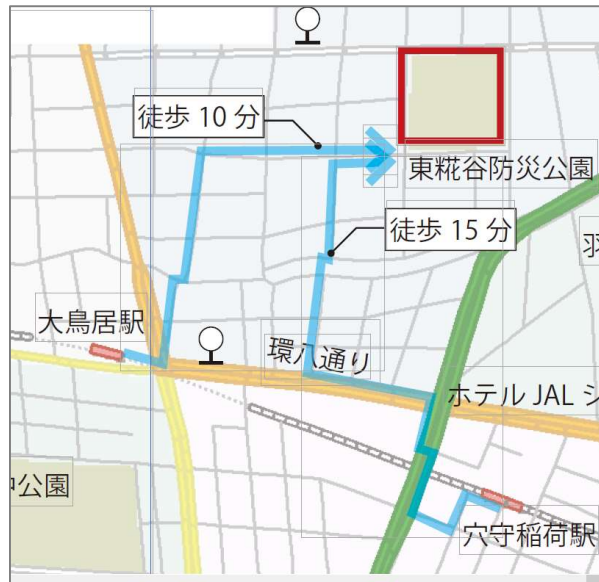 徒歩 10 分
東糀谷防災公園
徒歩 15 分
羽
大鳥居駅
環八通り
ホテル JAL シ
中公園
穴守稲荷駅